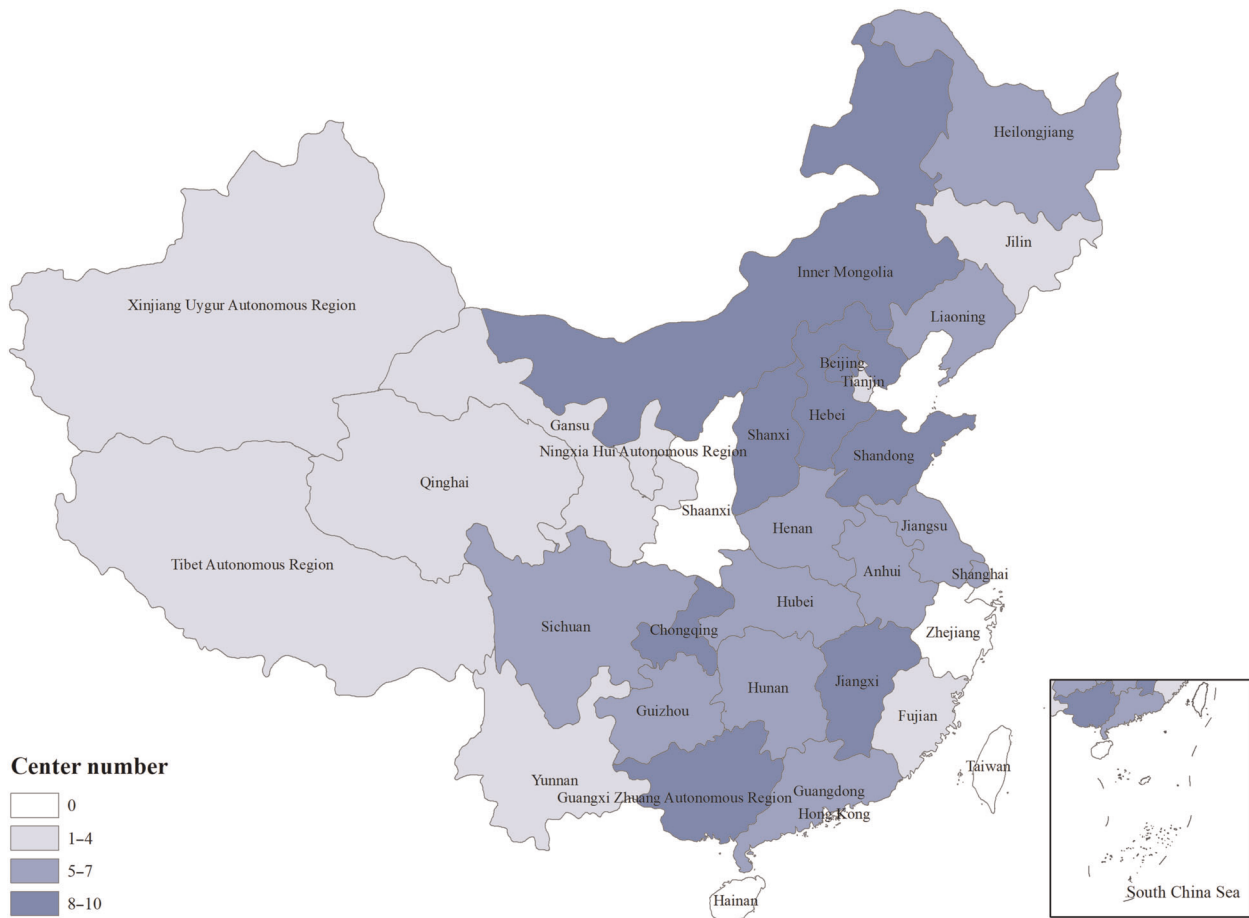 Heilongjiang
Jilin
Inner Mongolia
Xinjiang Uygur Autonomous Region
Liaoning
Beijing
Tianjin
Hebei
Gansu
Shanxi
Ningxia Hui Autonomous Region
Shandong
Qinghai
Shaanxi
Henan
Jiangsu
Tibet Autonomous Region
Anhui
Shanghai
Hubei
Sichuan
Chongqing
Zhejiang
Hunan
Jiangxi
Guizhou
Fujian
Center number
Taiwan
Yunnan
Guangdong
Guangxi Zhuang Autonomous Region
Hong Kong
0
1–4
5–7
8–10
Hainan
South China Sea